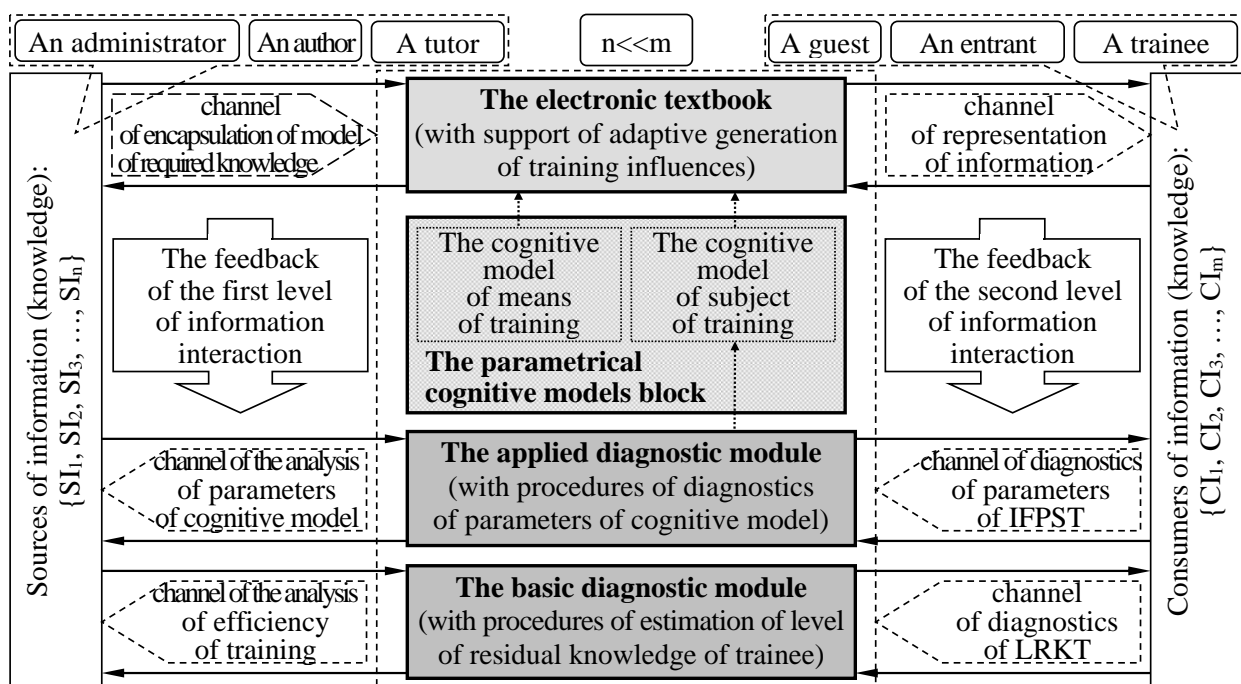 An administrator
An author
A tutor
n<<m
A guest
An entrant
A trainee
Sources of information (knowledge):
{SI₁, SI₂, SI₃, …, SIₙ}
channel
of encapsulation of model
of required knowledge
The electronic textbook
(with support of adaptive generation
of training influences)
channel
of representation
of information
Consumers of information (knowledge):
{CI₁, CI₂, CI₃, …, CIₘ}
The feedback
of the first level
of information
interaction
The cognitive
model
of means
of training
The cognitive
model
of subject
of training
The parametrical
cognitive models block
The feedback
of the second level
of information
interaction
channel of the analysis
of parameters
of cognitive model
The applied diagnostic module
(with procedures of diagnostics
of parameters of cognitive model)
channel of diagnostics
of parameters
of IFPST
channel of the analysis
of efficiency
of training
The basic diagnostic module
(with procedures of estimation of level
of residual knowledge of trainee)
channel
of diagnostics
of LRKT